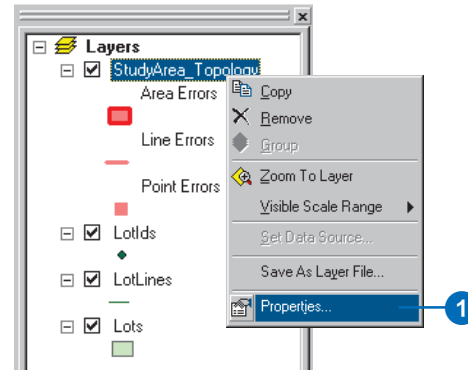 Layers
StudyArea_Topology
Area Errors
Line Errors
Point Errors
LotIds
LotLines
Lots
Copy
Remove
Group
Zoom To Layer
Visible Scale Range
Set Data Source...
Save As Layer File...
Properties...
1